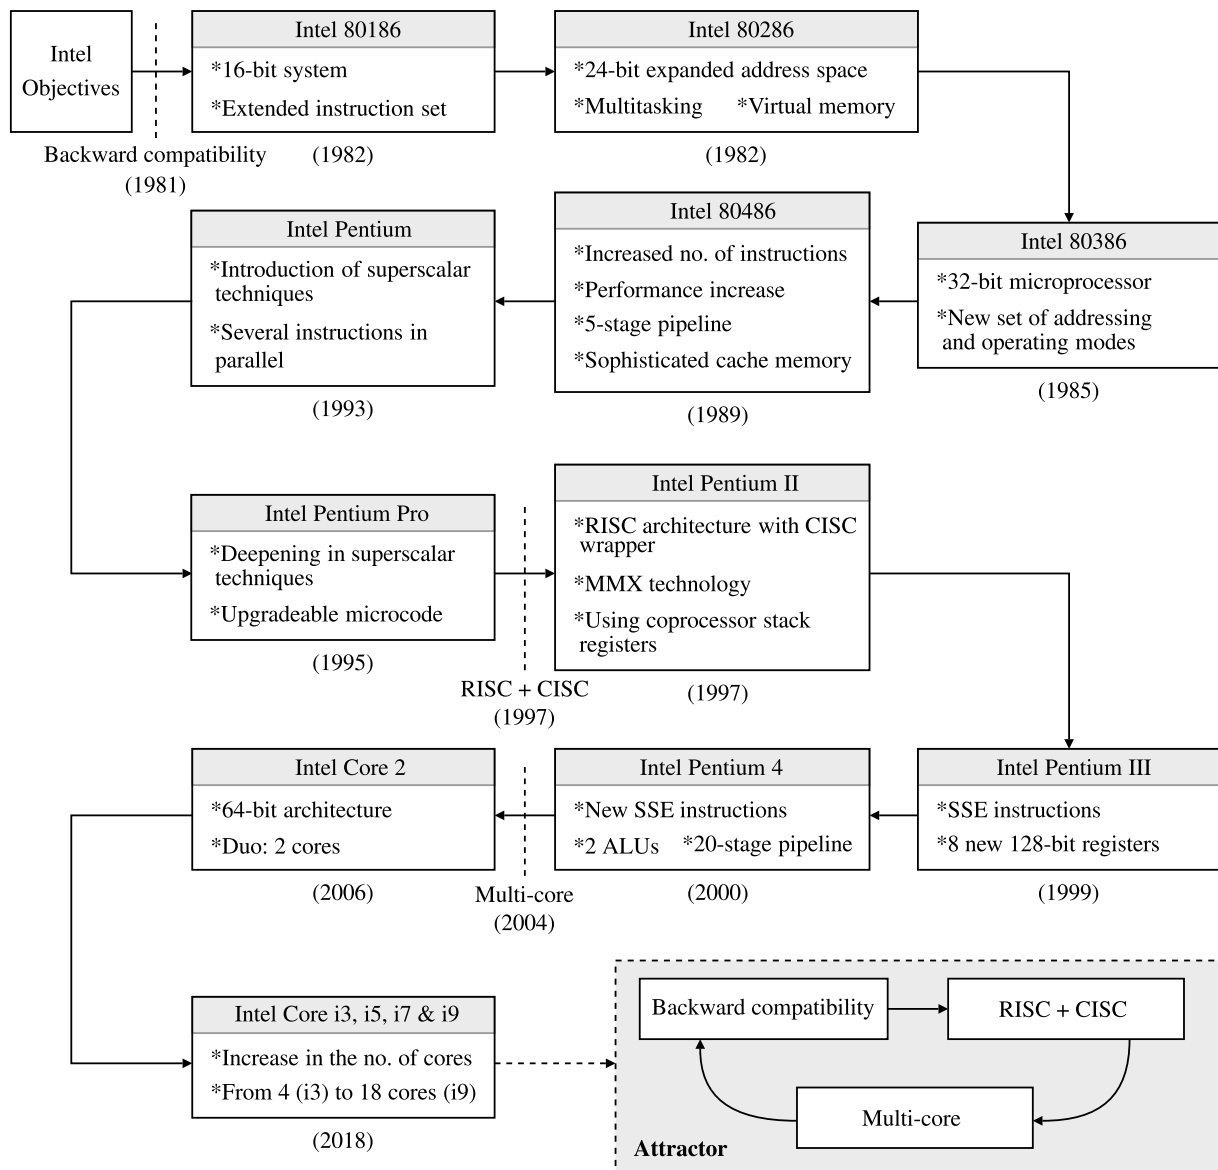 Intel
Objectives
Backward compatibility
(1981)
Intel 80186
*16-bit system
*Extended instruction set
(1982)
Intel 80286
*24-bit expanded address space
*Multitasking *Virtual memory
(1982)
Intel 80386
*32-bit microprocessor
*New set of addressing
and operating modes
(1985)
Intel 80486
*Increased no. of instructions
*Performance increase
*5-stage pipeline
*Sophisticated cache memory
(1989)
Intel Pentium
*Introduction of superscalar
techniques
*Several instructions in
parallel
(1993)
Intel Pentium Pro
*Deepening in superscalar
techniques
*Upgradeable microcode
(1995)
RISC + CISC
(1997)
Intel Pentium II
*RISC architecture with CISC
wrapper
*MMX technology
*Using coprocessor stack
registers
(1997)
Intel Pentium III
*SSE instructions
*8 new 128-bit registers
(1999)
Intel Pentium 4
*New SSE instructions
*2 ALUs *20-stage pipeline
(2000)
Multi-core
(2004)
Intel Core 2
*64-bit architecture
*Duo: 2 cores
(2006)
Intel Core i3, i5, i7 & i9
*Increase in the no. of cores
*From 4 (i3) to 18 cores (i9)
(2018)
Backward compatibility
RISC + CISC
Multi-core
Attractor